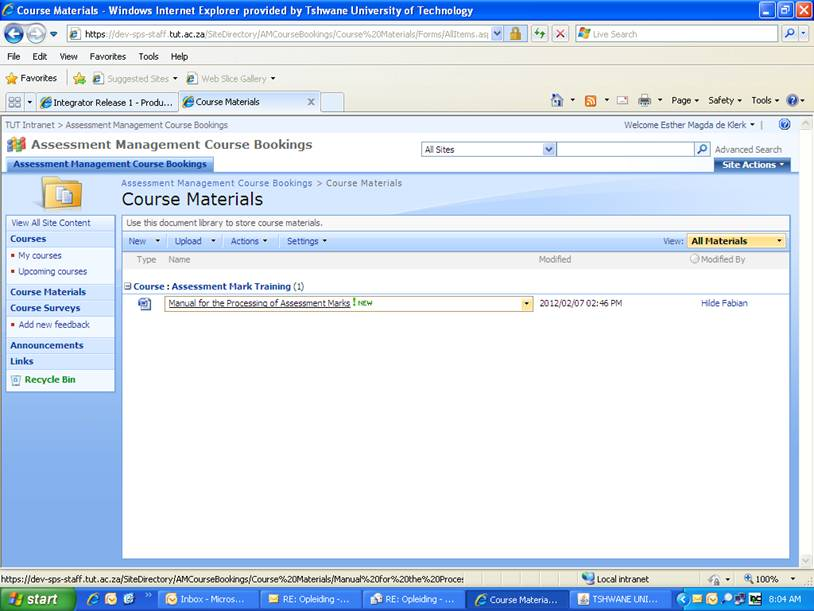 Course Materials - Windows Internet Explorer provided by Tshwane University of Technology
https://dev-sps-staff.tut.ac.za/SiteDirectory/AMCourseBookings/Course%20Materials/Forms/AllItems.as
Live Search
File Edit View Favorites Tools Help
Favorites Suggested Sites Web Slice Gallery
Integrator Release 1 - Produ... Course Materials X Page Safety Tools
TUT Intranet > Assessment Management Course Bookings Welcome Esther Magda de Klerk
Assessment Management Course Bookings All Sites Advanced Search
Assessment Management Course Bookings Site Actions
Assessment Management Course Bookings > Course Materials
Course Materials
View All Site Content Use this document library to store course materials.
Courses New Upload Actions Settings View: All Materials
My courses Type Name Modified Modified By
Upcoming courses
Course Materials Course : Assessment Mark Training (1)
Course Surveys Manual for the Processing of Assessment Marks ! NEW 2012/02/07 02:46 PM Hilde Fabian
Add new feedback
Announcements
Links
Recycle Bin
https://dev-sps-staff.tut.ac.za/SiteDirectory/AMCourseBookings/Course%20Materials/Manual%20for%20the%20Proces Local intranet 100%
start Inbox - Micros... RE: Opleiding -... RE: Opleiding - ... Course Materia... TSHWANE UNI... 8:04 AM